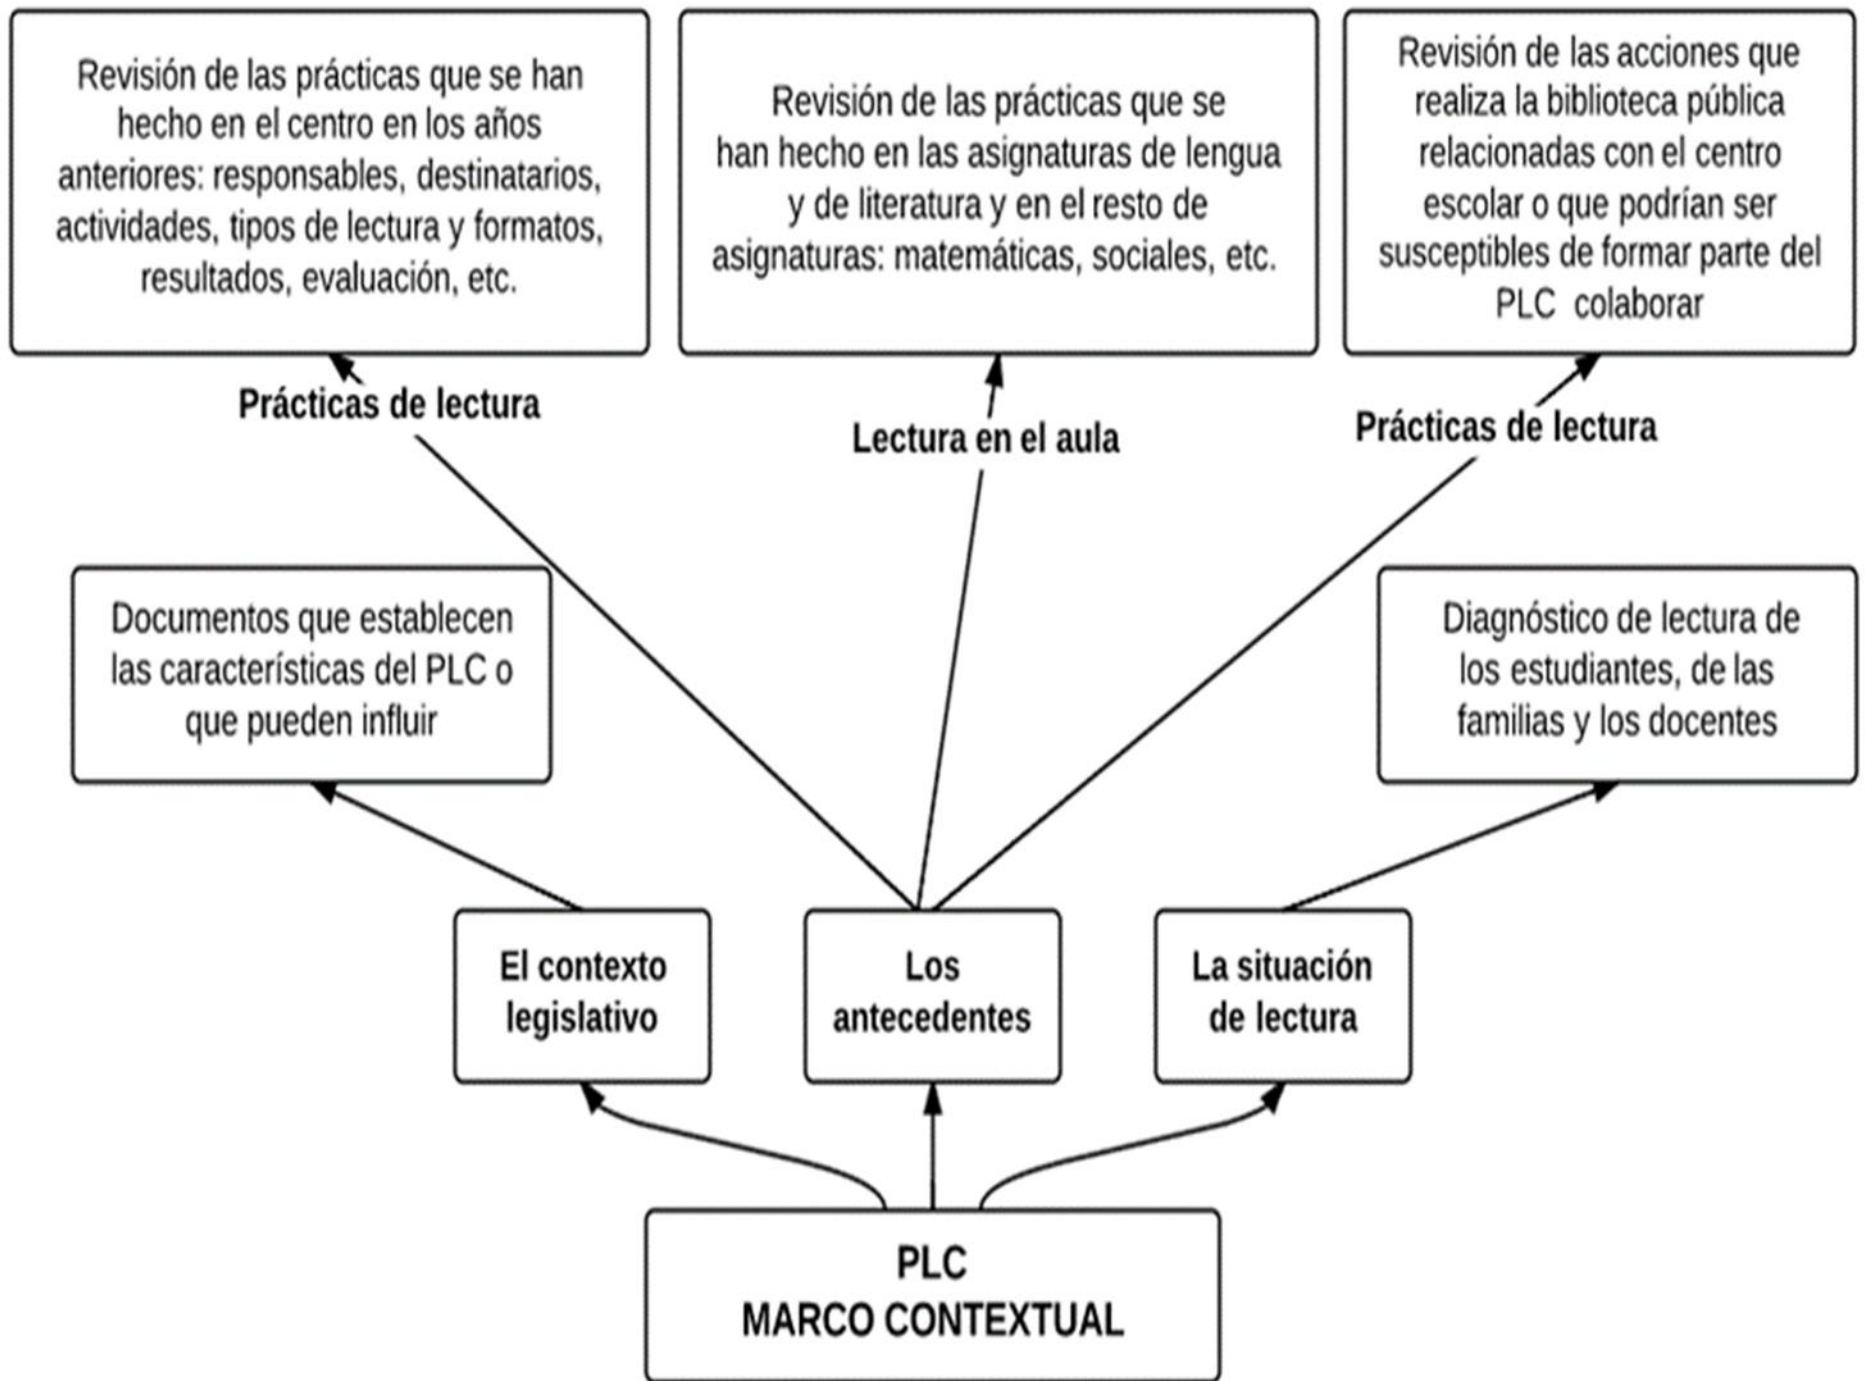 Revisión de las prácticas que se han
hecho en el centro en los años
anteriores: responsables, destinatarios,
actividades, tipos de lectura y formatos,
resultados, evaluación, etc.
Revisión de las prácticas que se
han hecho en las asignaturas de lengua
y de literatura y en el resto de
asignaturas: matemáticas, sociales, etc.
Revisión de las acciones que
realiza la biblioteca pública
relacionadas con el centro
escolar o que podrían ser
susceptibles de formar parte del
PLC colaborar
Prácticas de lectura
Lectura en el aula
Prácticas de lectura
Documentos que establecen
las características del PLC o
que pueden influir
Diagnóstico de lectura de
los estudiantes, de las
familias y los docentes
El contexto
legislativo
Los
antecedentes
La situación
de lectura
PLC
MARCO CONTEXTUAL